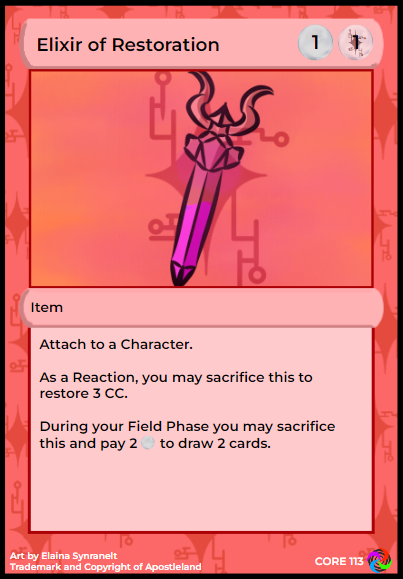 Elixir of Restoration 1 1
Item
Attach to a Character.
As a Reaction, you may sacrifice this to
restore 3 CC.
During your Field Phase you may sacrifice
this and pay 2 to draw 2 cards.
Art by Elaina Synranelt
Trademark and Copyright of Apostleland
CORE 113